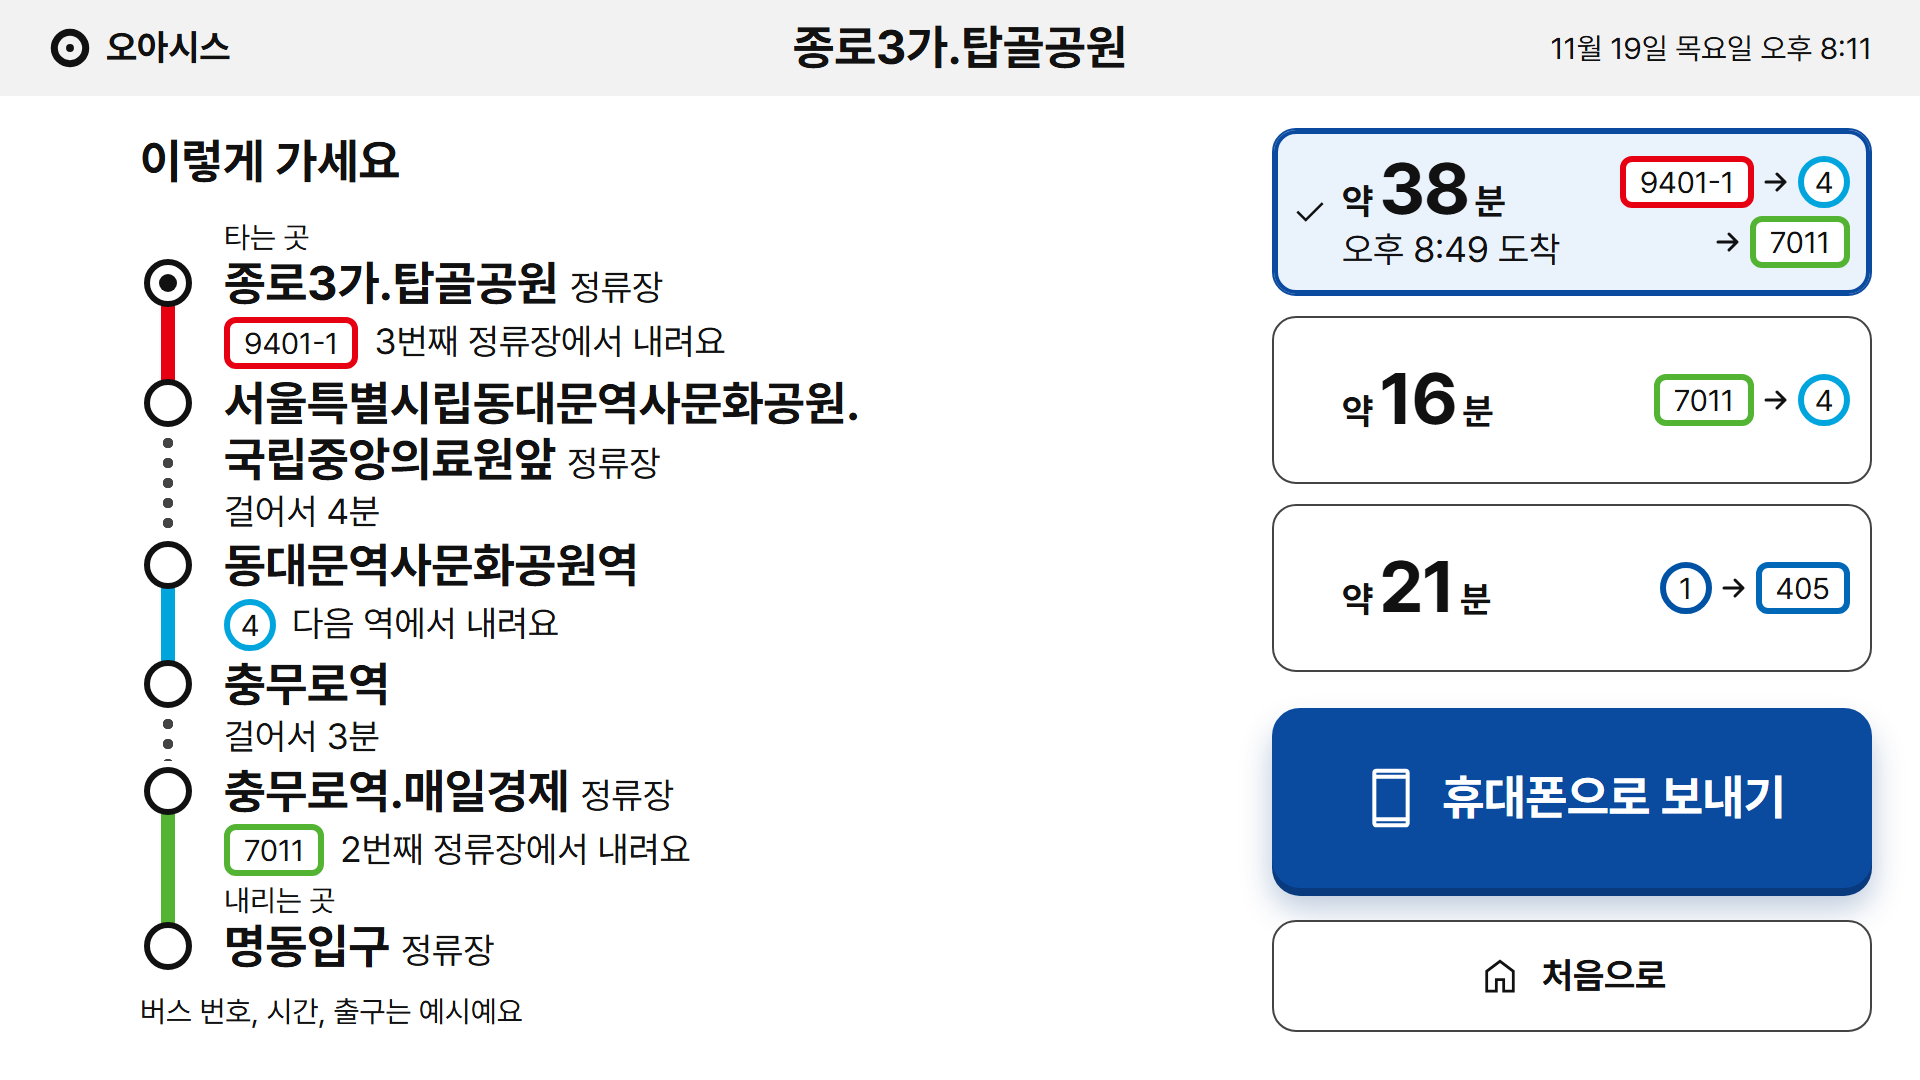 오아시스
종로3가.탑골공원
11월 19일 목요일 오후 8:11
이렇게 가세요
타는 곳
종로3가.탑골공원 정류장
9401-1 3번째 정류장에서 내려요
서울특별시립동대문역사문화공원.
국립중앙의료원앞 정류장
걸어서 4분
동대문역사문화공원역
4 다음 역에서 내려요
충무로역
걸어서 3분
충무로역.매일경제 정류장
7011 2번째 정류장에서 내려요
내리는 곳
명동입구 정류장
버스 번호, 시간, 출구는 예시예요
약 38 분 9401-1 → 4
오후 8:49 도착 → 7011
약 16 분 7011 → 4
약 21 분 1 → 405
휴대폰으로 보내기
처음으로